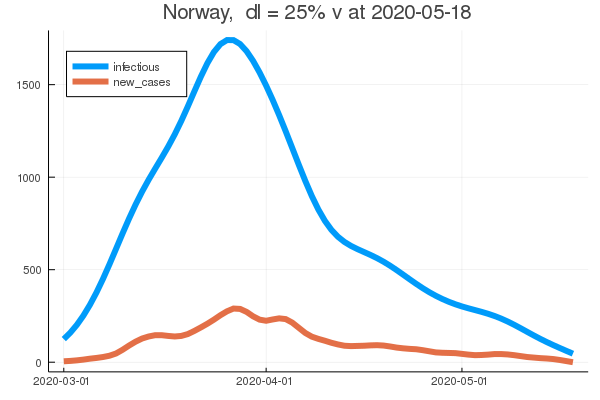 Norway,  dl = 25% v at 2020-05-18
infectious
new_cases
1500
1000
500
0
2020-03-01
2020-04-01
2020-05-01